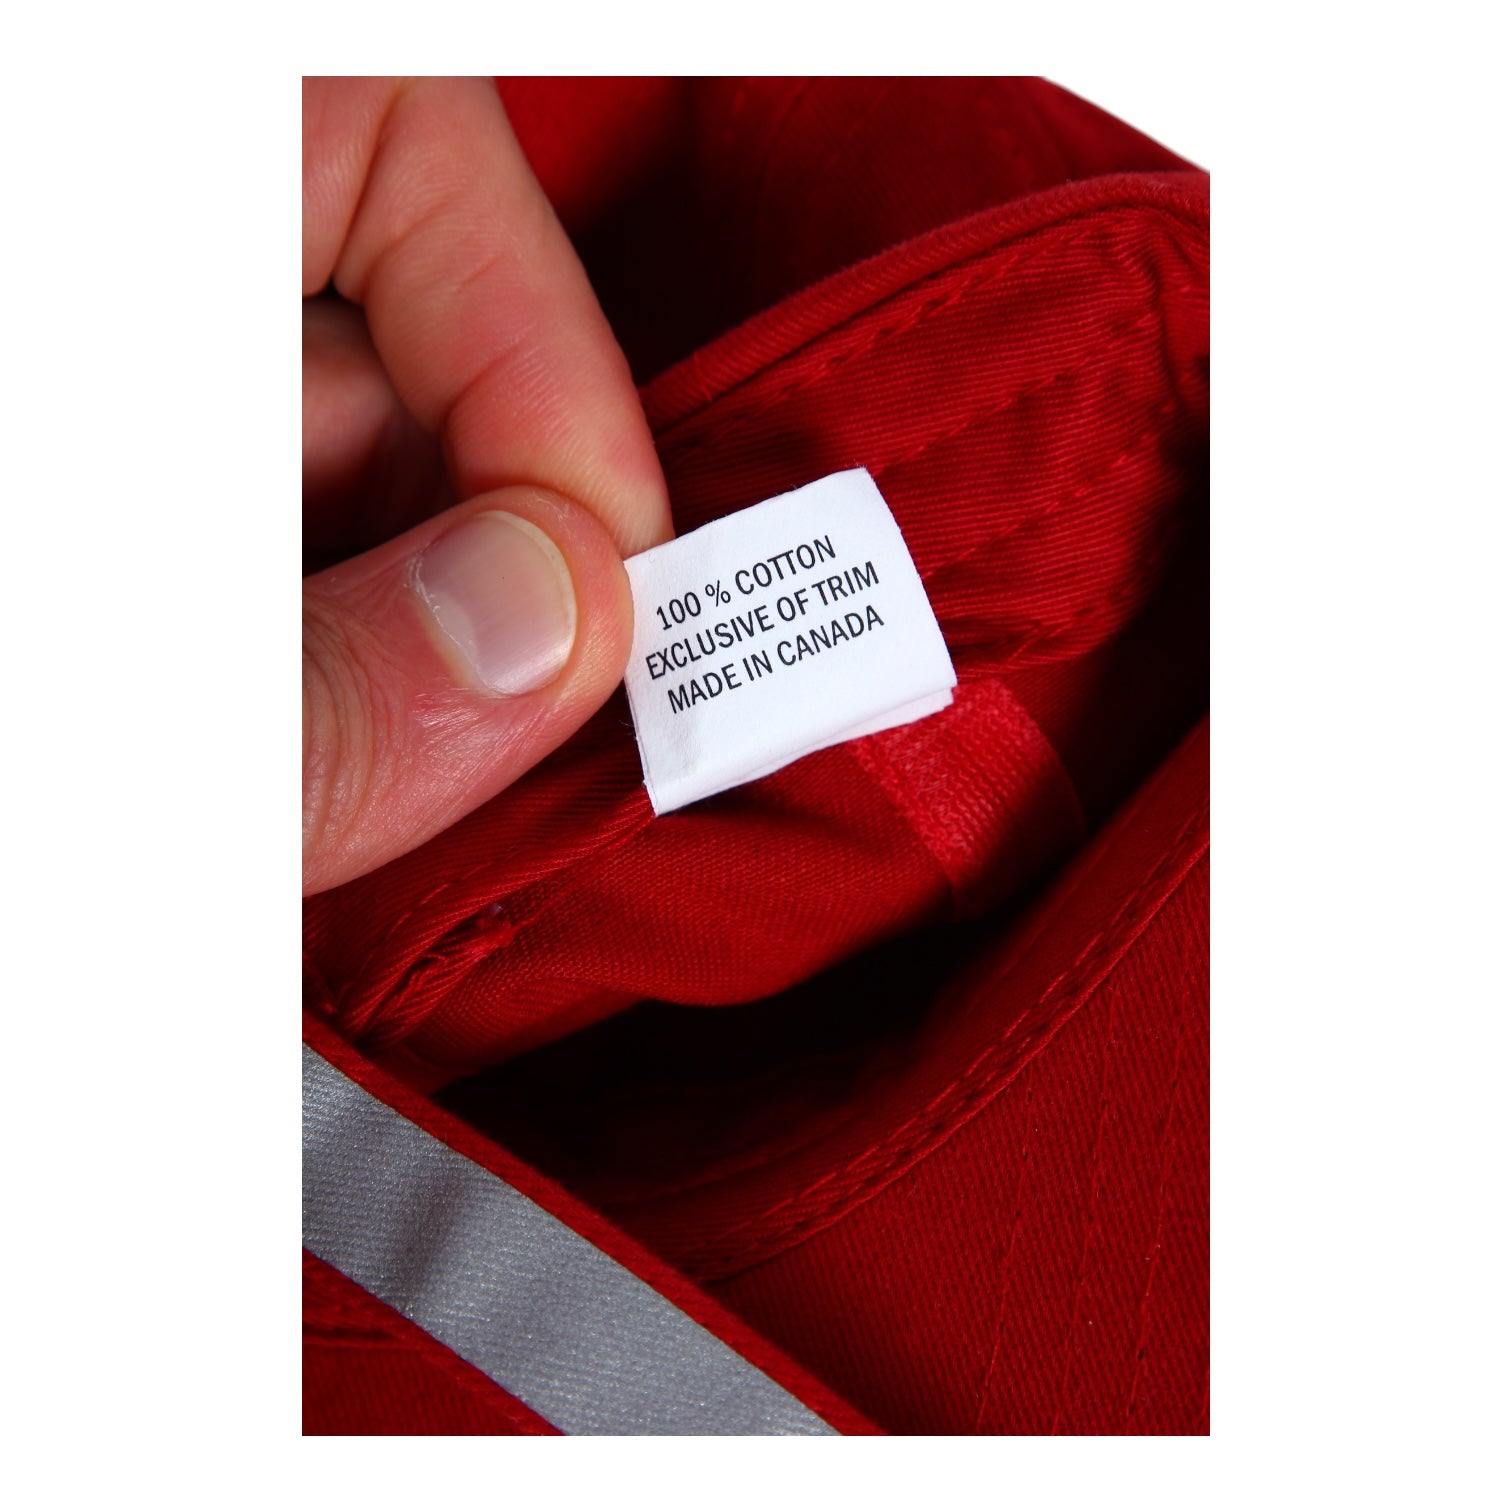 100 % COTTON
EXCLUSIVE OF TRIM
MADE IN CANADA